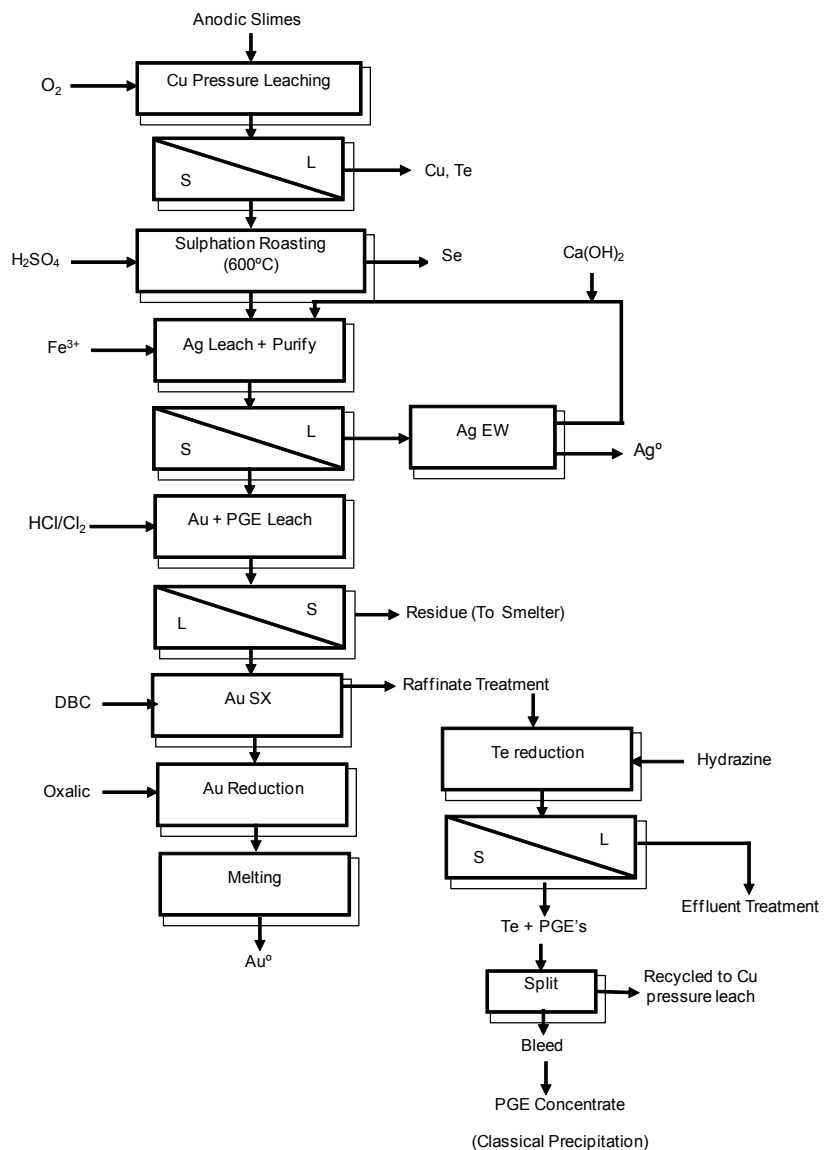 Anodic Slimes
O2
Cu Pressure Leaching
L
S
Cu, Te
H2SO4
Sulphation Roasting
(600ºC)
Se
Ca(OH)2
Fe3+
Ag Leach + Purify
L
S
Ag EW
Agº
HCl/Cl2
Au + PGE Leach
S
L
Residue (To Smelter)
DBC
Au SX
Raffinate Treatment
Te reduction
Hydrazine
Oxalic
Au Reduction
L
S
Melting
Effluent Treatment
Te + PGE's
Auº
Split
Recycled to Cu
pressure leach
Bleed
PGE Concentrate
(Classical Precipitation)